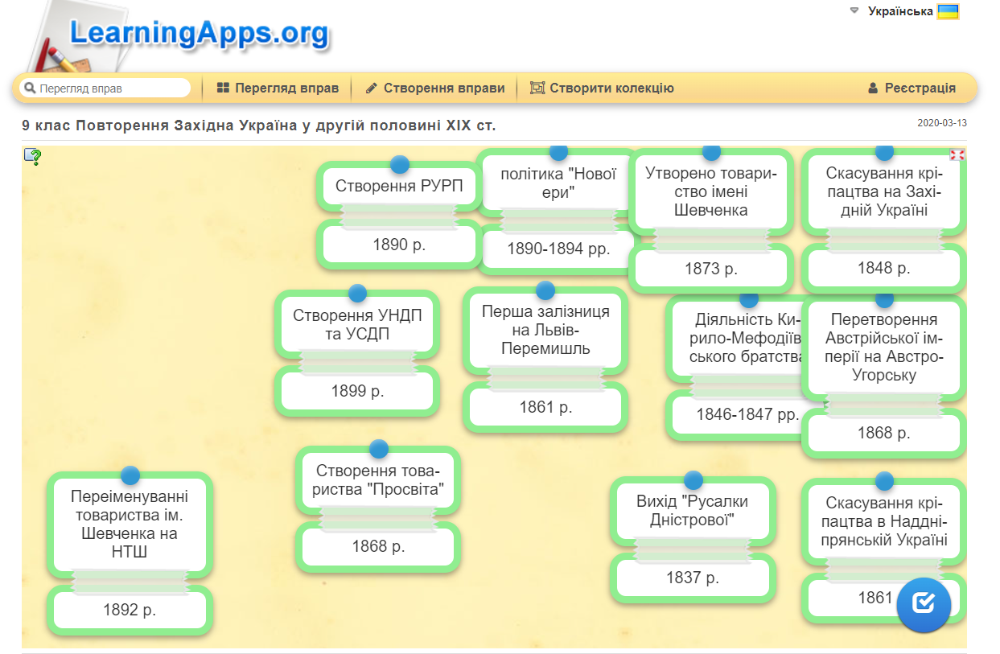 Українська
LearningApps.org
Перегляд вправ
Перегляд вправ
Створення вправи
Створити колекцію
Реєстрація
9 клас Повторення Західна Україна у другій половині ХІХ ст.
2020-03-13
Створення РУРП
1890 р.
політика "Нової
ери"
1890-1894 рр.
Утворено товари-
ство імені
Шевченка
1873 р.
Скасування крі-
пацтва на Захі-
дній Україні
1848 р.
Створення УНДП
та УСДП
1899 р.
Перша залізниця
на Львів-
Перемишль
1861 р.
Діяльність Ки-
рило-Мефодіїв
ського братства
1846-1847 рр.
Перетворення
Австрійської ім-
перії на Австро-
Угорську
1868 р.
Переіменуванні
товариства ім.
Шевченка на
НТШ
1892 р.
Створення това-
риства "Просвіта"
1868 р.
Вихід "Русалки
Дністрової"
1837 р.
Скасування крі-
пацтва в Наддні-
прянській Україні
1861